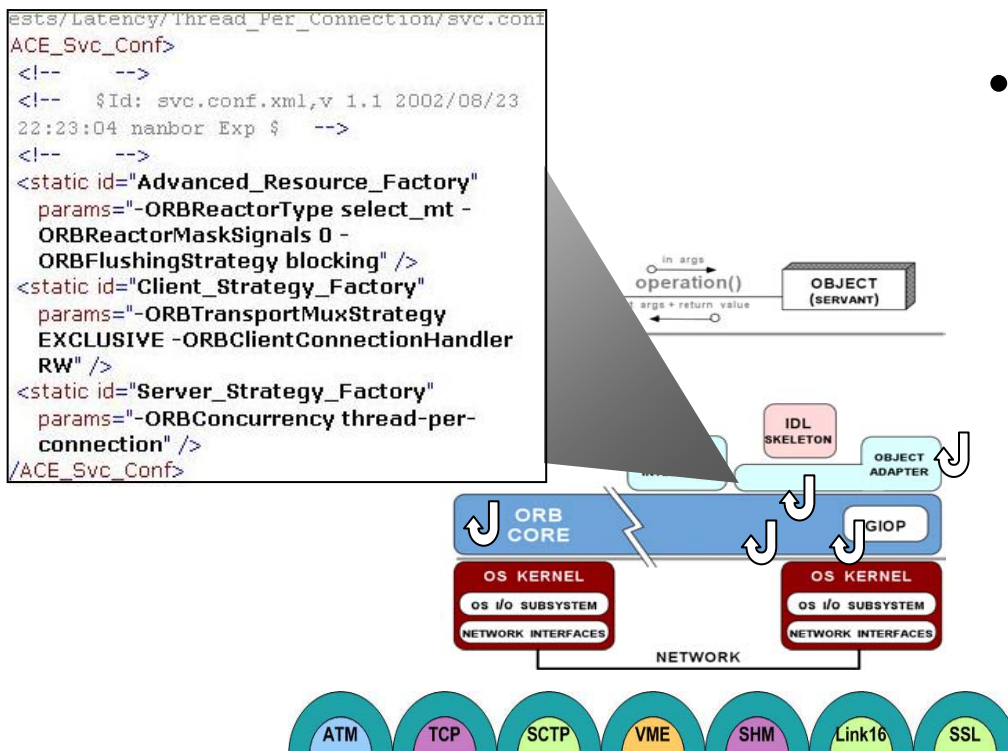 ests/Latency/Thread_Per_Connection/svc.conf
ACE_Svc_Conf>
<!-- -->
<!-- $Id: svc.conf.xml,v 1.1 2002/08/23
22:23:04 nanbor Exp $ -->
<!-- -->
<static id="Advanced_Resource_Factory"
params="-ORBReactorType select_mt -
ORBReactorMaskSignals 0 -
ORBFlushingStrategy blocking" />
<static id="Client_Strategy_Factory"
params="-ORBTransportMuxStrategy
EXCLUSIVE -ORBClientConnectionHandler
RW" />
<static id="Server_Strategy_Factory"
params="-ORBConcurrency thread-per-
connection" />
/ACE_Svc_Conf>
in args
operation()
args + return value
OBJECT
(SERVANT)
IDL
SKELETON
OBJECT
ADAPTER
ORB
CORE
GIOP
OS KERNEL
OS I/O SUBSYSTEM
NETWORK INTERFACES
OS KERNEL
OS I/O SUBSYSTEM
NETWORK INTERFACES
NETWORK
ATM
TCP
SCTP
VME
SHM
Link16
SSL